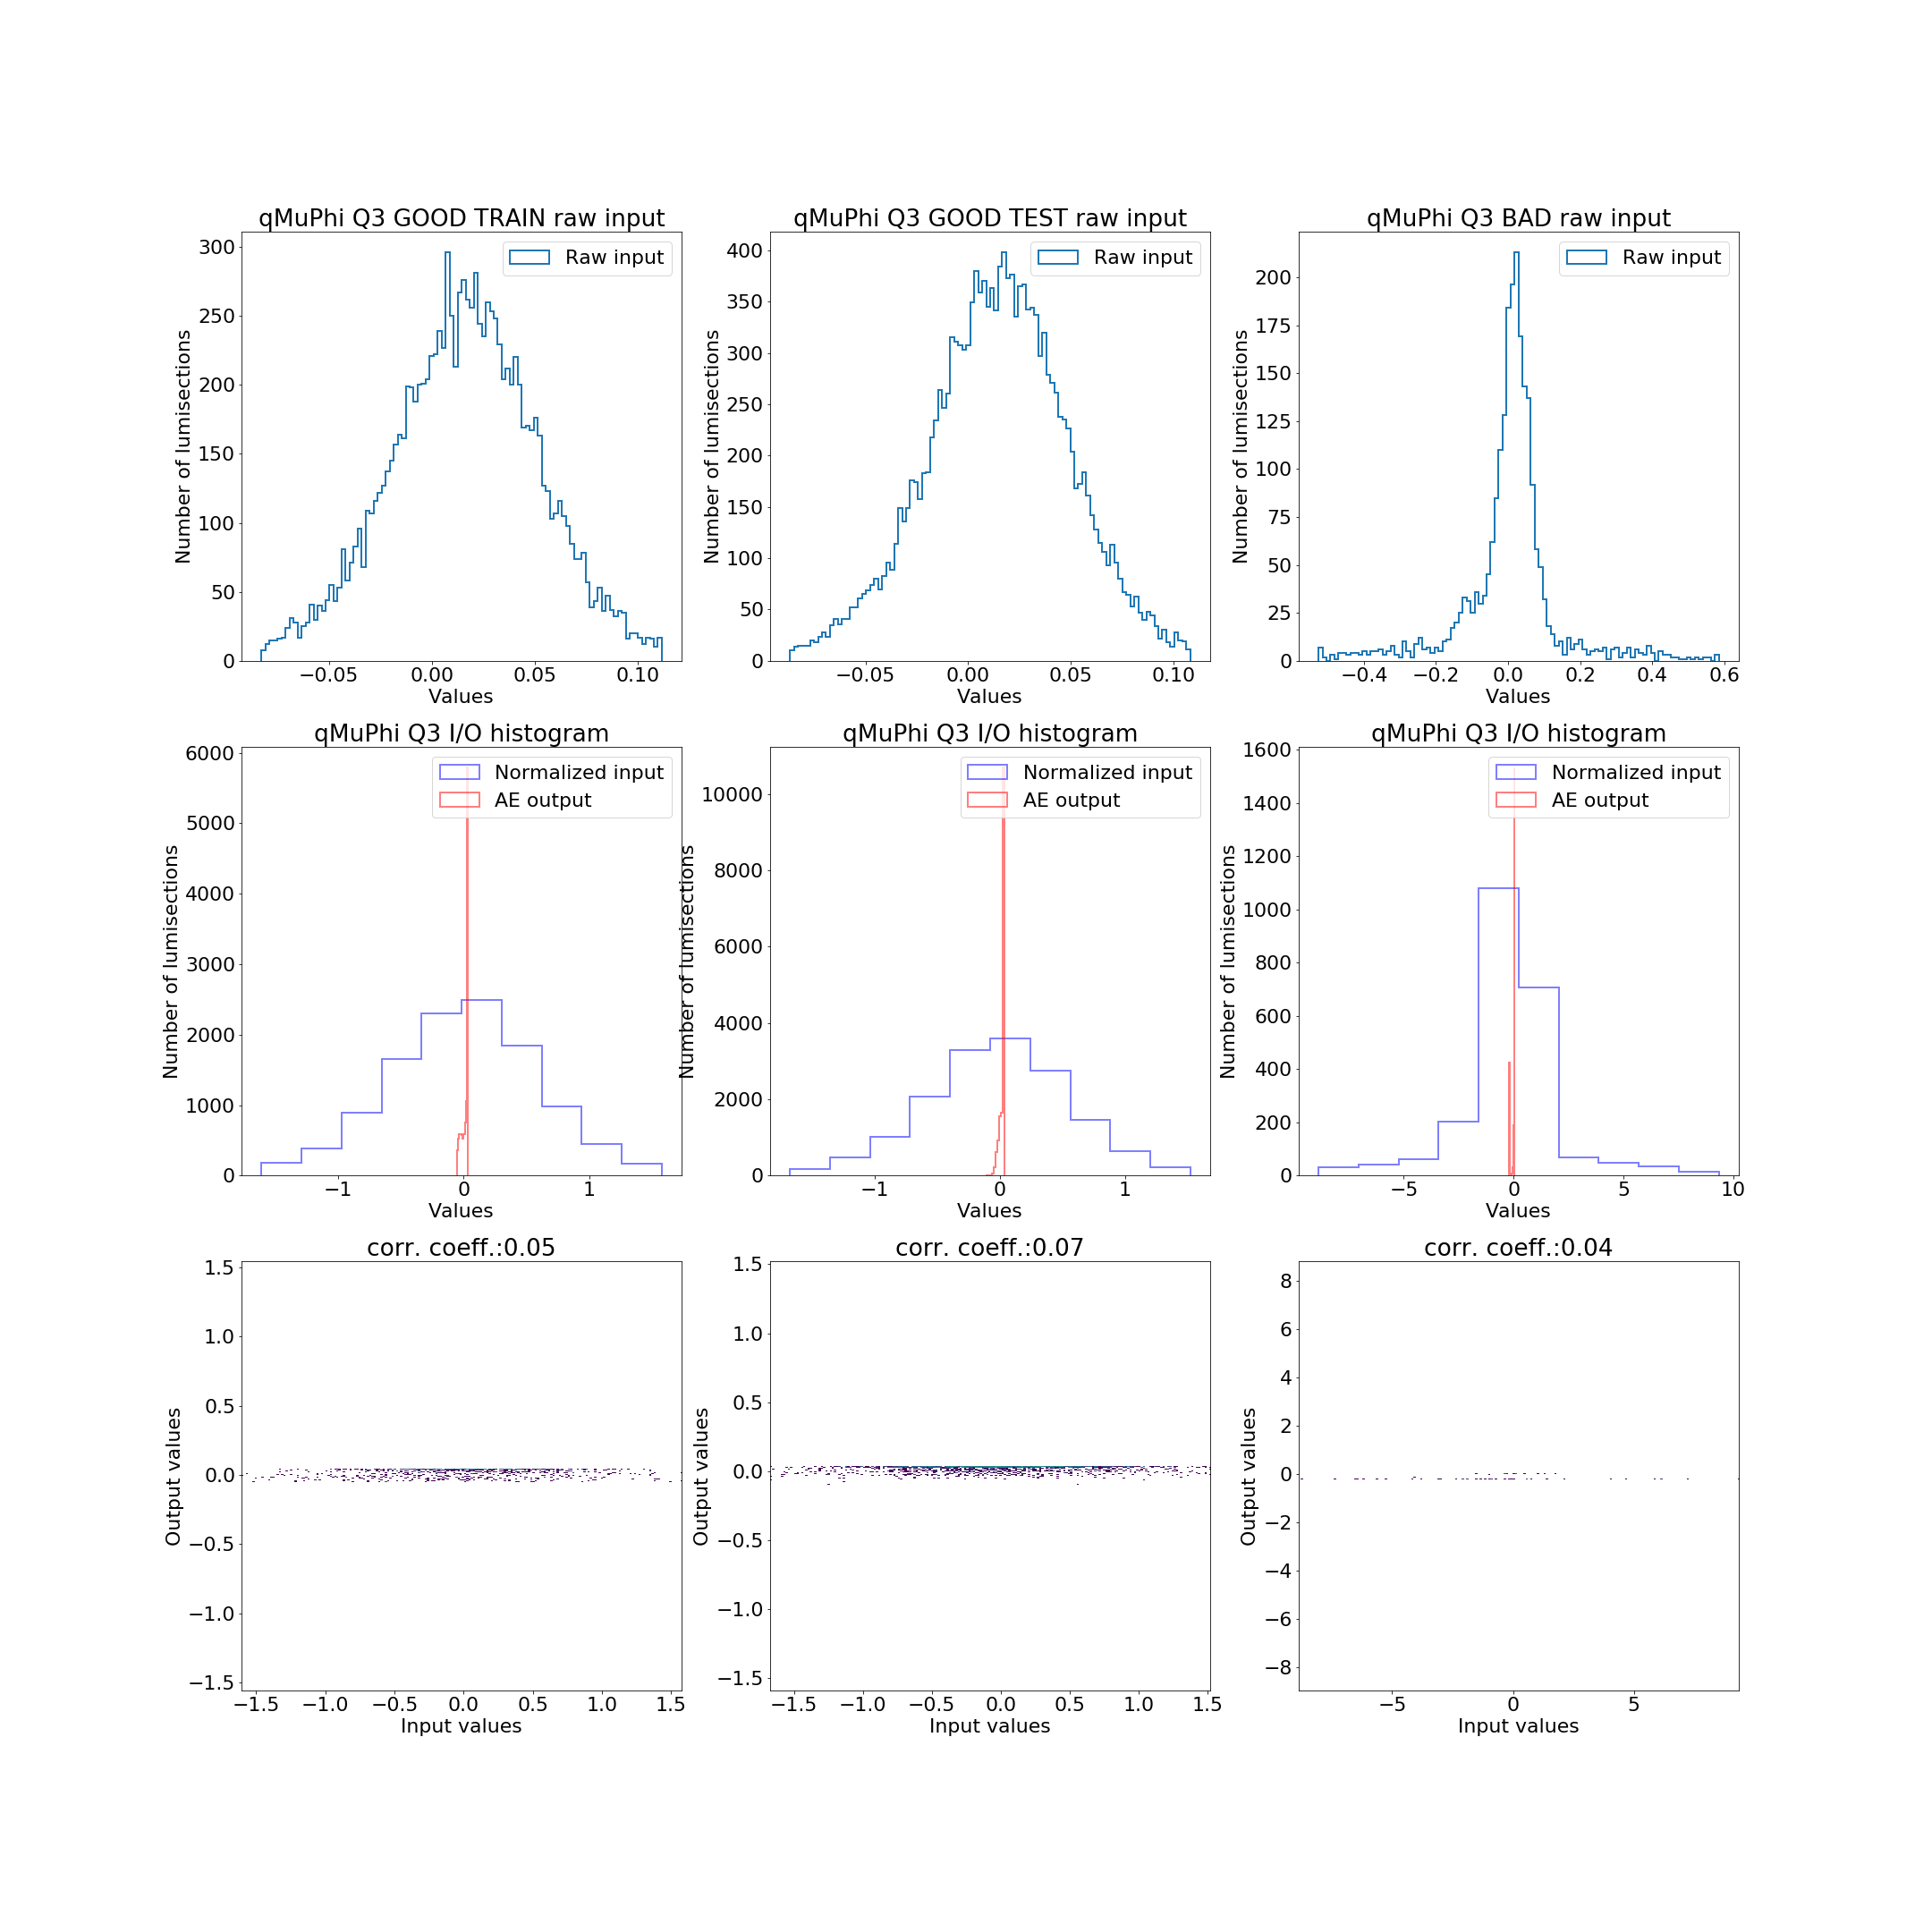 qMuPhi Q3 GOOD TRAIN raw input
Raw input
300
250
200
150
100
50
0
Number of lumisections
−0.05 0.00 0.05 0.10
Values
qMuPhi Q3 GOOD TEST raw input
Raw input
400
350
300
250
200
150
100
50
0
Number of lumisections
−0.05 0.00 0.05 0.10
Values
qMuPhi Q3 BAD raw input
Raw input
200
175
150
125
100
75
50
25
0
Number of lumisections
−0.4 −0.2 0.0 0.2 0.4 0.6
Values
qMuPhi Q3 I/O histogram
Normalized input
AE output
6000
5000
4000
3000
2000
1000
0
Number of lumisections
−1 0 1
Values
qMuPhi Q3 I/O histogram
Normalized input
AE output
10000
8000
6000
4000
2000
0
Number of lumisections
−1 0 1
Values
qMuPhi Q3 I/O histogram
Normalized input
AE output
1600
1400
1200
1000
800
600
400
200
0
Number of lumisections
−5 0 5 10
Values
corr. coeff.:0.05
1.5
1.0
0.5
0.0
−0.5
−1.0
−1.5
Output values
−1.5 −1.0 −0.5 0.0 0.5 1.0 1.5
Input values
corr. coeff.:0.07
1.5
1.0
0.5
0.0
−0.5
−1.0
−1.5
Output values
−1.5 −1.0 −0.5 0.0 0.5 1.0 1.5
Input values
corr. coeff.:0.04
8
6
4
2
0
−2
−4
−6
−8
Output values
−5 0 5
Input values